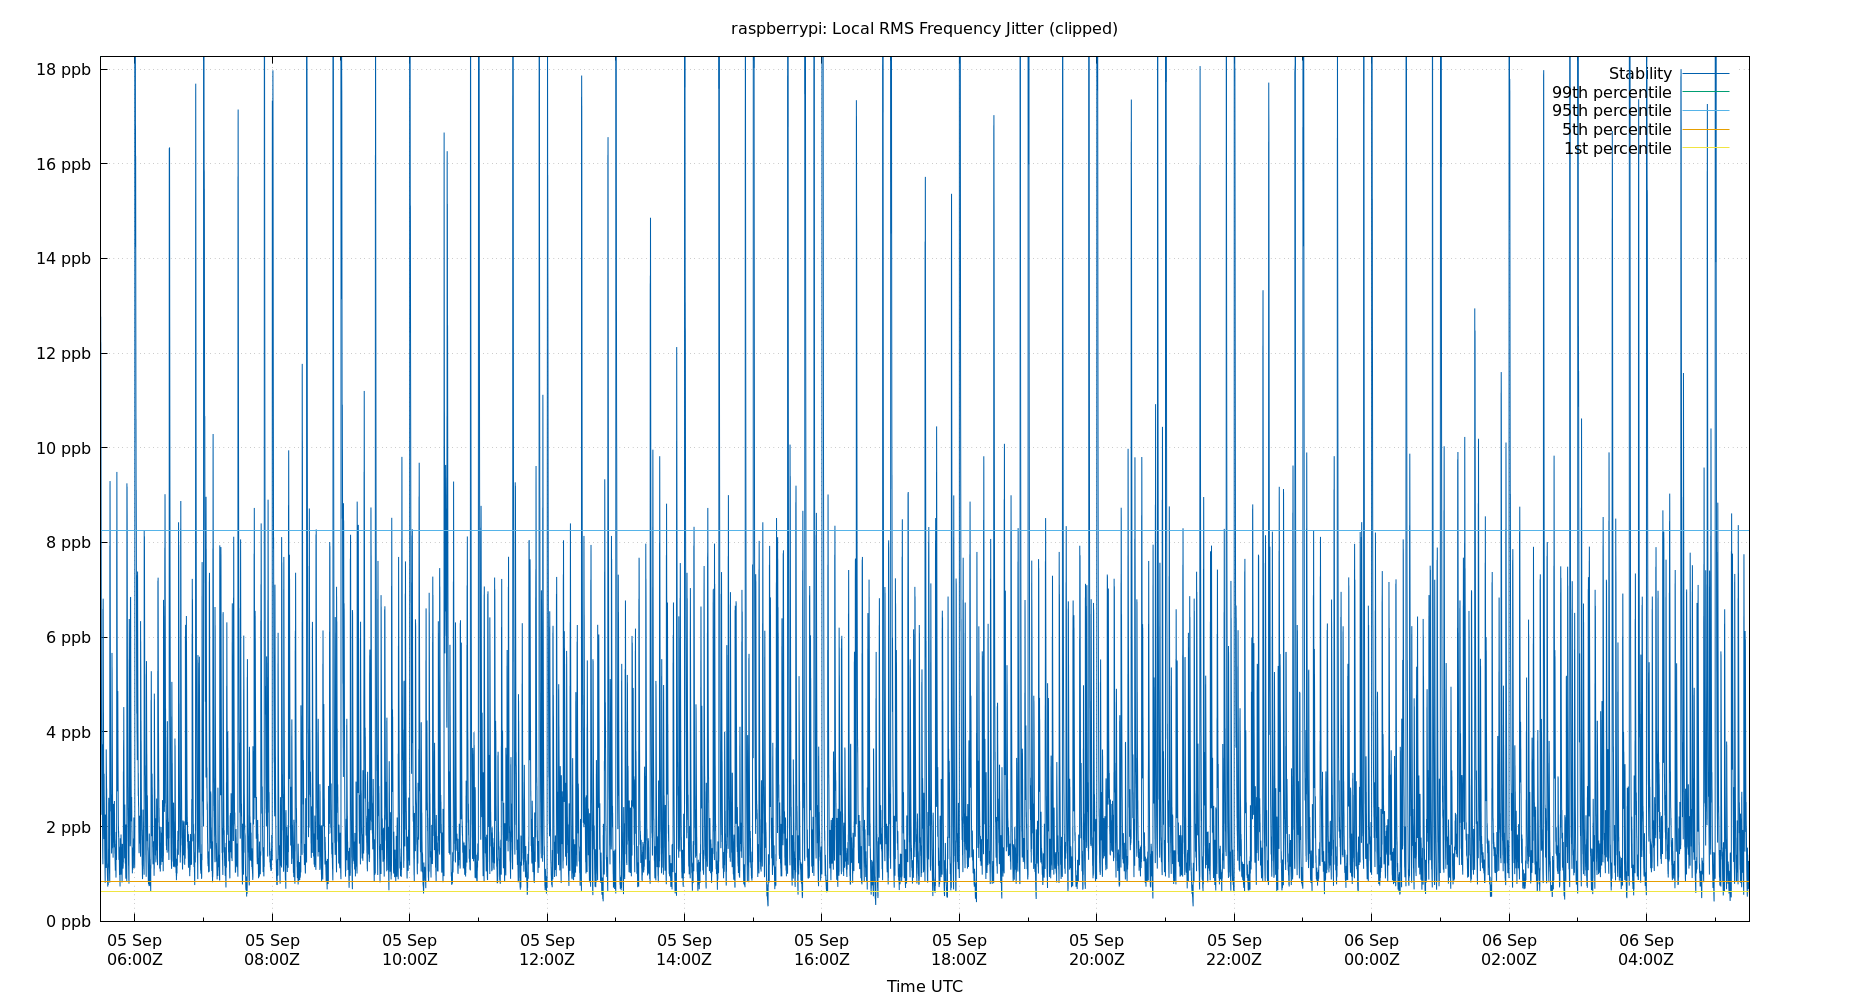 raspberrypi: Local RMS Frequency Jitter (clipped)
18 ppb
16 ppb
14 ppb
12 ppb
10 ppb
8 ppb
6 ppb
4 ppb
2 ppb
0 ppb
Stability
99th percentile
95th percentile
5th percentile
1st percentile
05 Sep 05 Sep 05 Sep 05 Sep 05 Sep 05 Sep 05 Sep 05 Sep 05 Sep 06 Sep 06 Sep 06 Sep
06:00Z 08:00Z 10:00Z 12:00Z 14:00Z 16:00Z 18:00Z 20:00Z 22:00Z 00:00Z 02:00Z 04:00Z
Time UTC